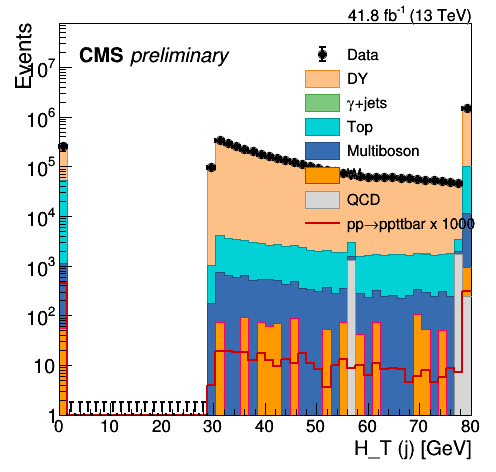 41.8 fb⁻¹ (13 TeV)
CMS preliminary
Events
Data
DY
γ+jets
Top
Multiboson
QCD
pp→ppttbar x 1000
10⁷
10⁶
10⁵
10⁴
10³
10²
10
1
0 10 20 30 40 50 60 70 80
H_T (j) [GeV]